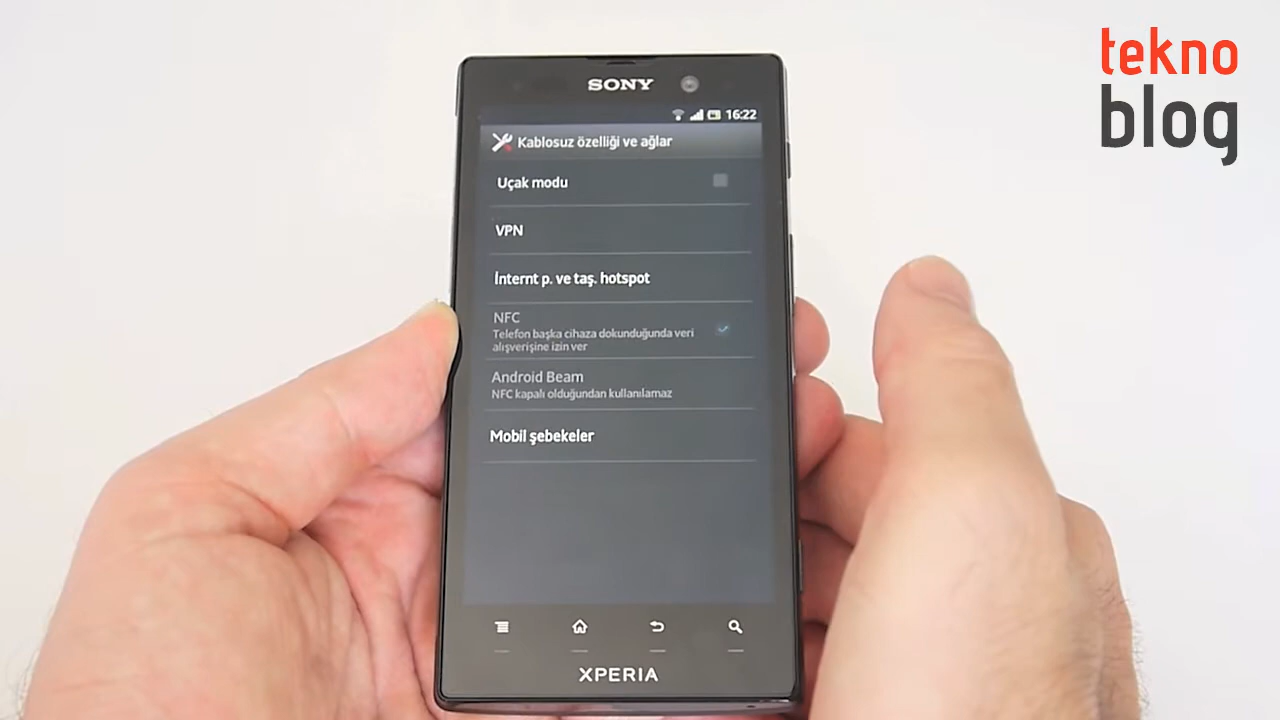 tekno
blog
SONY
16:22
Kablosuz özelliği ve ağlar
Uçak modu
VPN
İnternt p. ve taş. hotspot
NFC
Telefon başka cihaza dokunduğunda veri
alışverişine izin ver
Android Beam
NFC kapalı olduğundan kullanılamaz
Mobil şebekeler
XPERIA